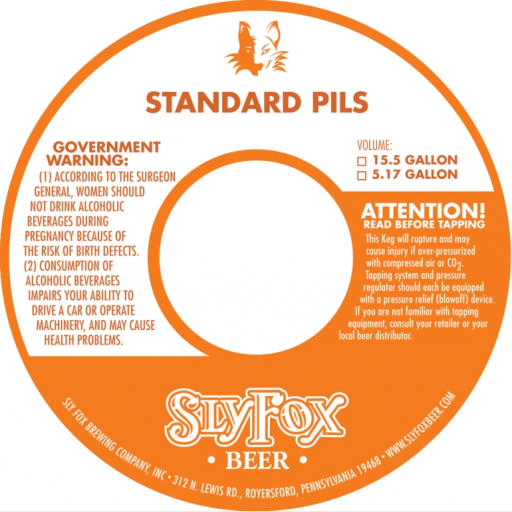 STANDARD PILS
GOVERNMENT
WARNING:
(1) ACCORDING TO THE SURGEON
GENERAL, WOMEN SHOULD
NOT DRINK ALCOHOLIC
BEVERAGES DURING
PREGNANCY BECAUSE OF
THE RISK OF BIRTH DEFECTS.
(2) CONSUMPTION OF
ALCOHOLIC BEVERAGES
IMPAIRS YOUR ABILITY TO
DRIVE A CAR OR OPERATE
MACHINERY, AND MAY CAUSE
HEALTH PROBLEMS.
VOLUME:
☐ 15.5 GALLON
☐ 5.17 GALLON
ATTENTION!
READ BEFORE TAPPING
This Keg will rupture and may
cause injury if over-pressurized
with compressed air or CO₂.
Tapping system and pressure
regulator should each be equipped
with a pressure relief (blowoff) device.
If you are not familiar with tapping
equipment, consult your retailer or your
local beer distributor.
SLY FOX
• BEER •
SLY FOX BREWING COMPANY, INC • 312 N. LEWIS RD., ROYERSFORD, PENNSYLVANIA 19468 • WWW.SLYFOXBEER.COM